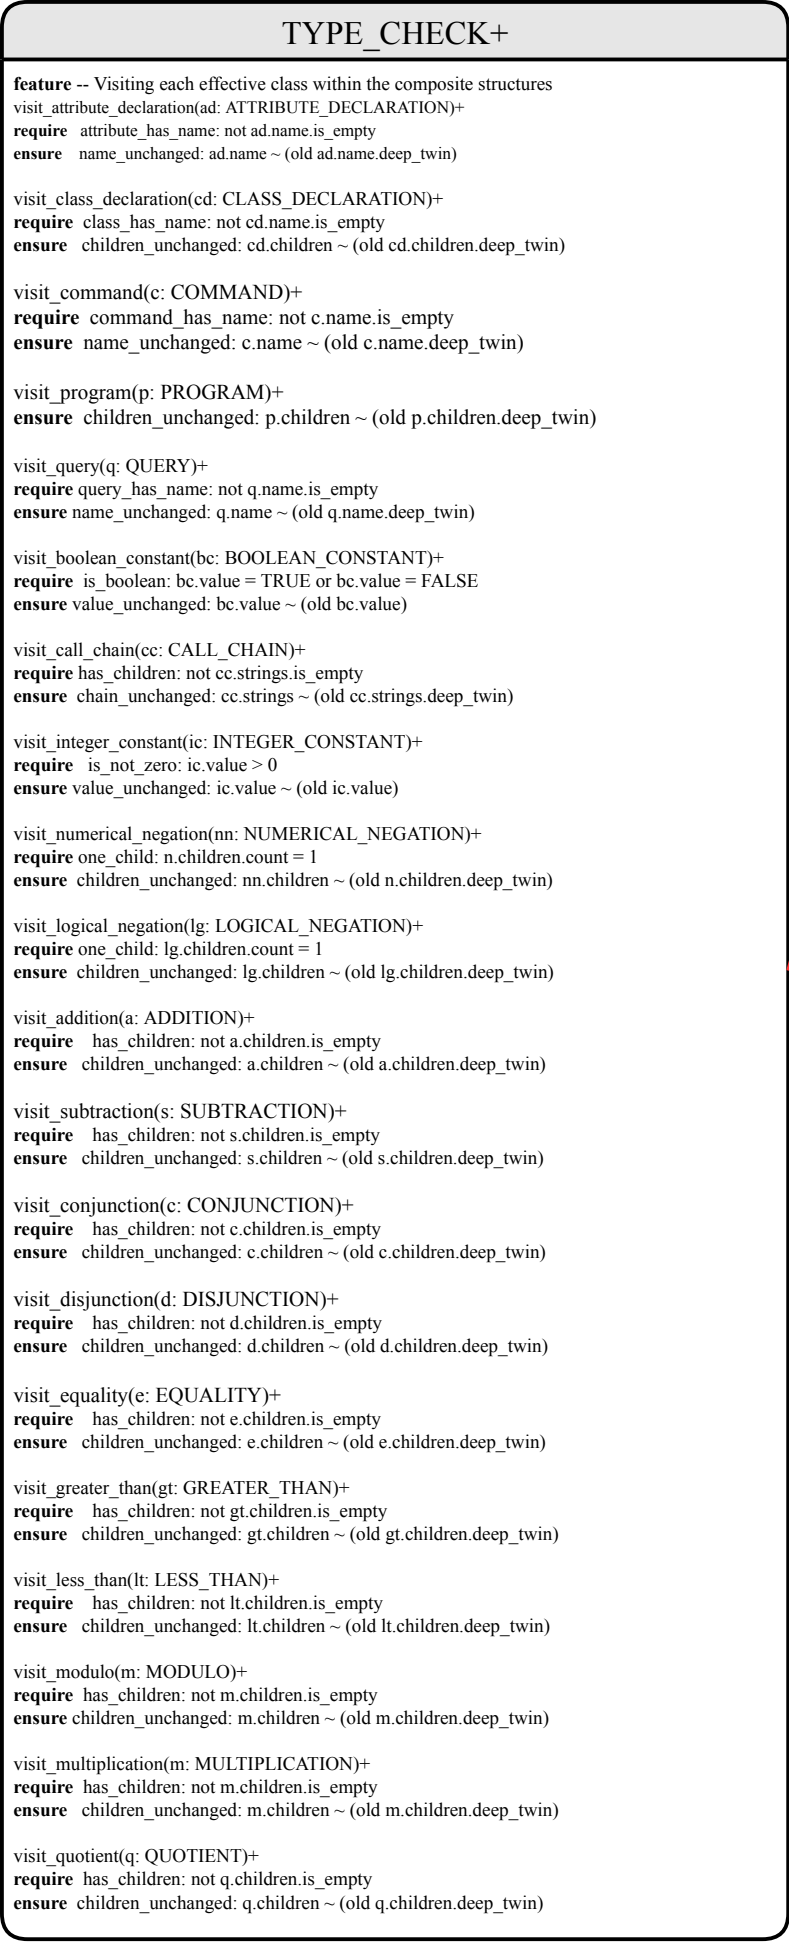 TYPE_CHECK+
feature -- Visiting each effective class within the composite structures
visit_attribute_declaration(ad: ATTRIBUTE_DECLARATION)+
require attribute_has_name: not ad.name.is_empty
ensure name_unchanged: ad.name ~ (old ad.name.deep_twin)
visit_class_declaration(cd: CLASS_DECLARATION)+
require class_has_name: not cd.name.is_empty
ensure children_unchanged: cd.children ~ (old cd.children.deep_twin)
visit_command(c: COMMAND)+
require command_has_name: not c.name.is_empty
ensure name_unchanged: c.name ~ (old c.name.deep_twin)
visit_program(p: PROGRAM)+
ensure children_unchanged: p.children ~ (old p.children.deep_twin)
visit_query(q: QUERY)+
require query_has_name: not q.name.is_empty
ensure name_unchanged: q.name ~ (old q.name.deep_twin)
visit_boolean_constant(bc: BOOLEAN_CONSTANT)+
require is_boolean: bc.value = TRUE or bc.value = FALSE
ensure value_unchanged: bc.value ~ (old bc.value)
visit_call_chain(cc: CALL_CHAIN)+
require has_children: not cc.strings.is_empty
ensure chain_unchanged: cc.strings ~ (old cc.strings.deep_twin)
visit_integer_constant(ic: INTEGER_CONSTANT)+
require is_not_zero: ic.value > 0
ensure value_unchanged: ic.value ~ (old ic.value)
visit_numerical_negation(nn: NUMERICAL_NEGATION)+
require one_child: n.children.count = 1
ensure children_unchanged: nn.children ~ (old n.children.deep_twin)
visit_logical_negation(lg: LOGICAL_NEGATION)+
require one_child: lg.children.count = 1
ensure children_unchanged: lg.children ~ (old lg.children.deep_twin)
visit_addition(a: ADDITION)+
require has_children: not a.children.is_empty
ensure children_unchanged: a.children ~ (old a.children.deep_twin)
visit_subtraction(s: SUBTRACTION)+
require has_children: not s.children.is_empty
ensure children_unchanged: s.children ~ (old s.children.deep_twin)
visit_conjunction(c: CONJUNCTION)+
require has_children: not c.children.is_empty
ensure children_unchanged: c.children ~ (old c.children.deep_twin)
visit_disjunction(d: DISJUNCTION)+
require has_children: not d.children.is_empty
ensure children_unchanged: d.children ~ (old d.children.deep_twin)
visit_equality(e: EQUALITY)+
require has_children: not e.children.is_empty
ensure children_unchanged: e.children ~ (old e.children.deep_twin)
visit_greater_than(gt: GREATER_THAN)+
require has_children: not gt.children.is_empty
ensure children_unchanged: gt.children ~ (old gt.children.deep_twin)
visit_less_than(lt: LESS_THAN)+
require has_children: not lt.children.is_empty
ensure children_unchanged: lt.children ~ (old lt.children.deep_twin)
visit_modulo(m: MODULO)+
require has_children: not m.children.is_empty
ensure children_unchanged: m.children ~ (old m.children.deep_twin)
visit_multiplication(m: MULTIPLICATION)+
require has_children: not m.children.is_empty
ensure children_unchanged: m.children ~ (old m.children.deep_twin)
visit_quotient(q: QUOTIENT)+
require has_children: not q.children.is_empty
ensure children_unchanged: q.children ~ (old q.children.deep_twin)